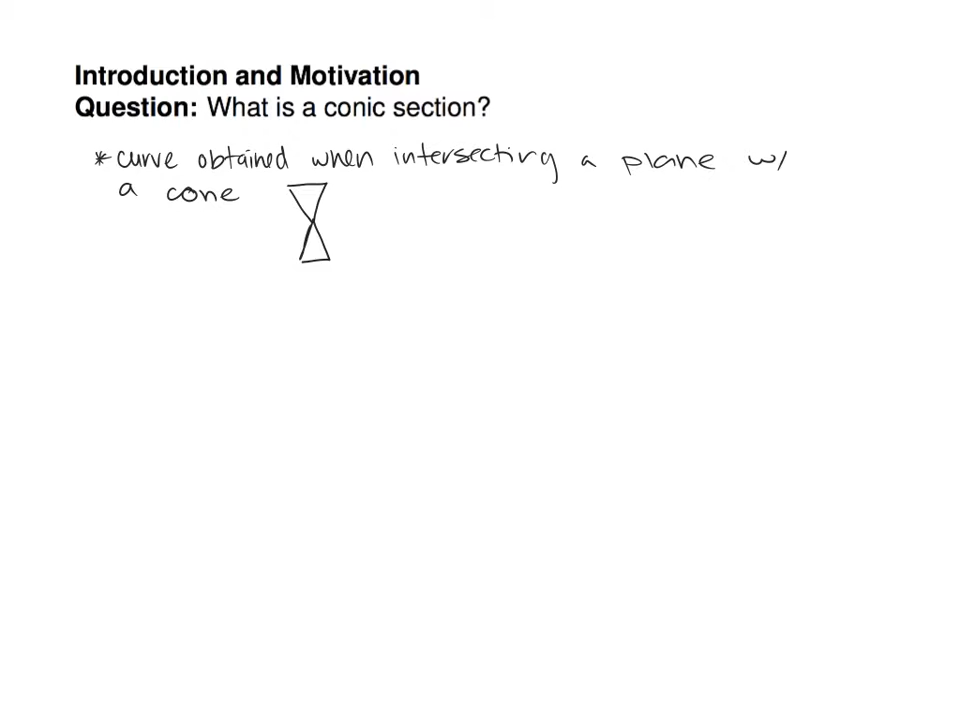 Introduction and Motivation
Question: What is a conic section?
* curve obtained when intersecting a plane w/
a cone